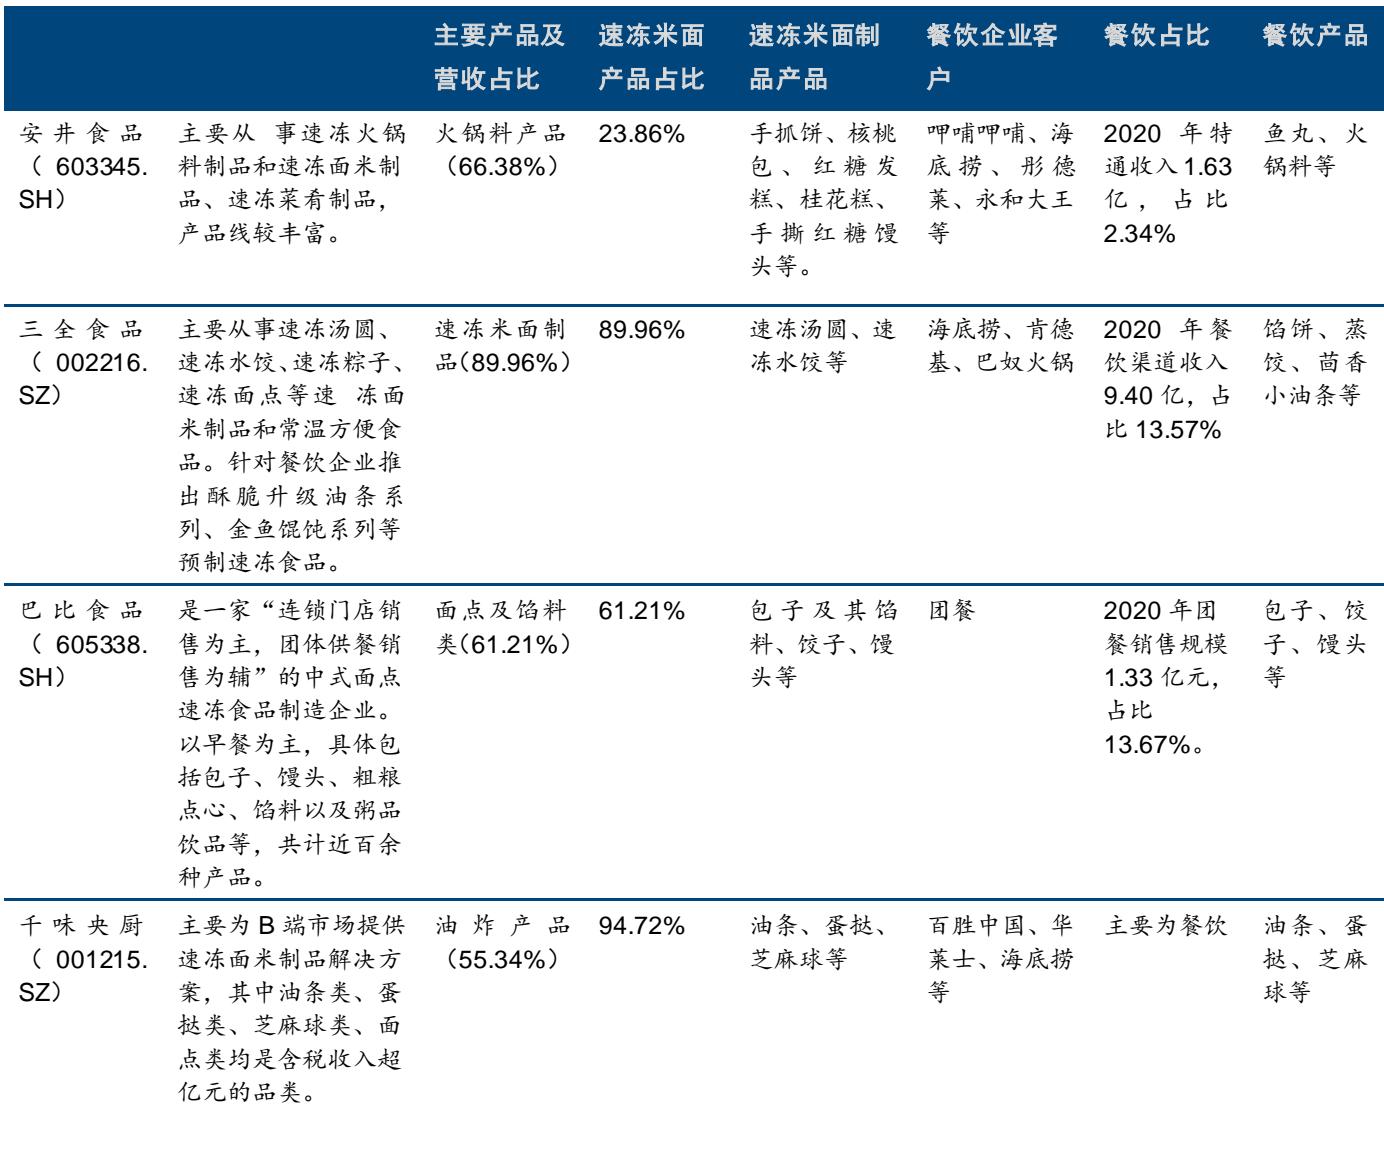 主要产品及
营收占比
速冻米面
产品占比
速冻米面制
品产品
餐饮企业客
户
餐饮占比
餐饮产品
安井食品
（603345.
SH）
主要从 事速冻火锅
料制品和速冻面米制
品、速冻菜肴制品，
产品线较丰富。
火锅料产品
（66.38%）
23.86%
手抓饼、核桃
包、红糖发
糕、桂花糕、
手撕红糖馒
头等。
呷哺呷哺、海
底捞、彤德
莱、永和大王
等
2020 年特
通收入1.63
亿，占比
2.34%
鱼丸、火
锅料等
三全食品
（002216.
SZ）
主要从事速冻汤圆、
速冻水饺、速冻粽子、
速冻面点等速 冻面
米制品和常温方便食
品。针对餐饮企业推
出酥脆升级油条系
列、金鱼馄饨系列等
预制速冻食品。
速冻米面制
品（89.96%）
89.96%
速冻汤圆、速
冻水饺等
海底捞、肯德
基、巴奴火锅
2020 年餐
饮渠道收入
9.40 亿，占
比 13.57%
馅饼、蒸
饺、茴香
小油条等
巴比食品
（605338.
SH）
是一家“连锁门店销
售为主，团体供餐销
售为辅”的中式面点
速冻食品制造企业。
以早餐为主，具体包
括包子、馒头、粗粮
点心、馅料以及粥品
饮品等，共计近百余
种产品。
面点及馅料
类（61.21%）
61.21%
包子及其馅
料、饺子、馒
头等
团餐
2020 年团
餐销售规模
1.33 亿元，
占比
13.67%。
包子、饺
子、馒头
等
千味央厨
（001215.
SZ）
主要为 B 端市场提供
速冻面米制品解决方
案，其中油条类、蛋
挞类、芝麻球类、面
点类均是含税收入超
亿元的品类。
油炸产品
（55.34%）
94.72%
油条、蛋挞、
芝麻球等
百胜中国、华
莱士、海底捞
等
主要为餐饮
油条、蛋
挞、芝麻
球等